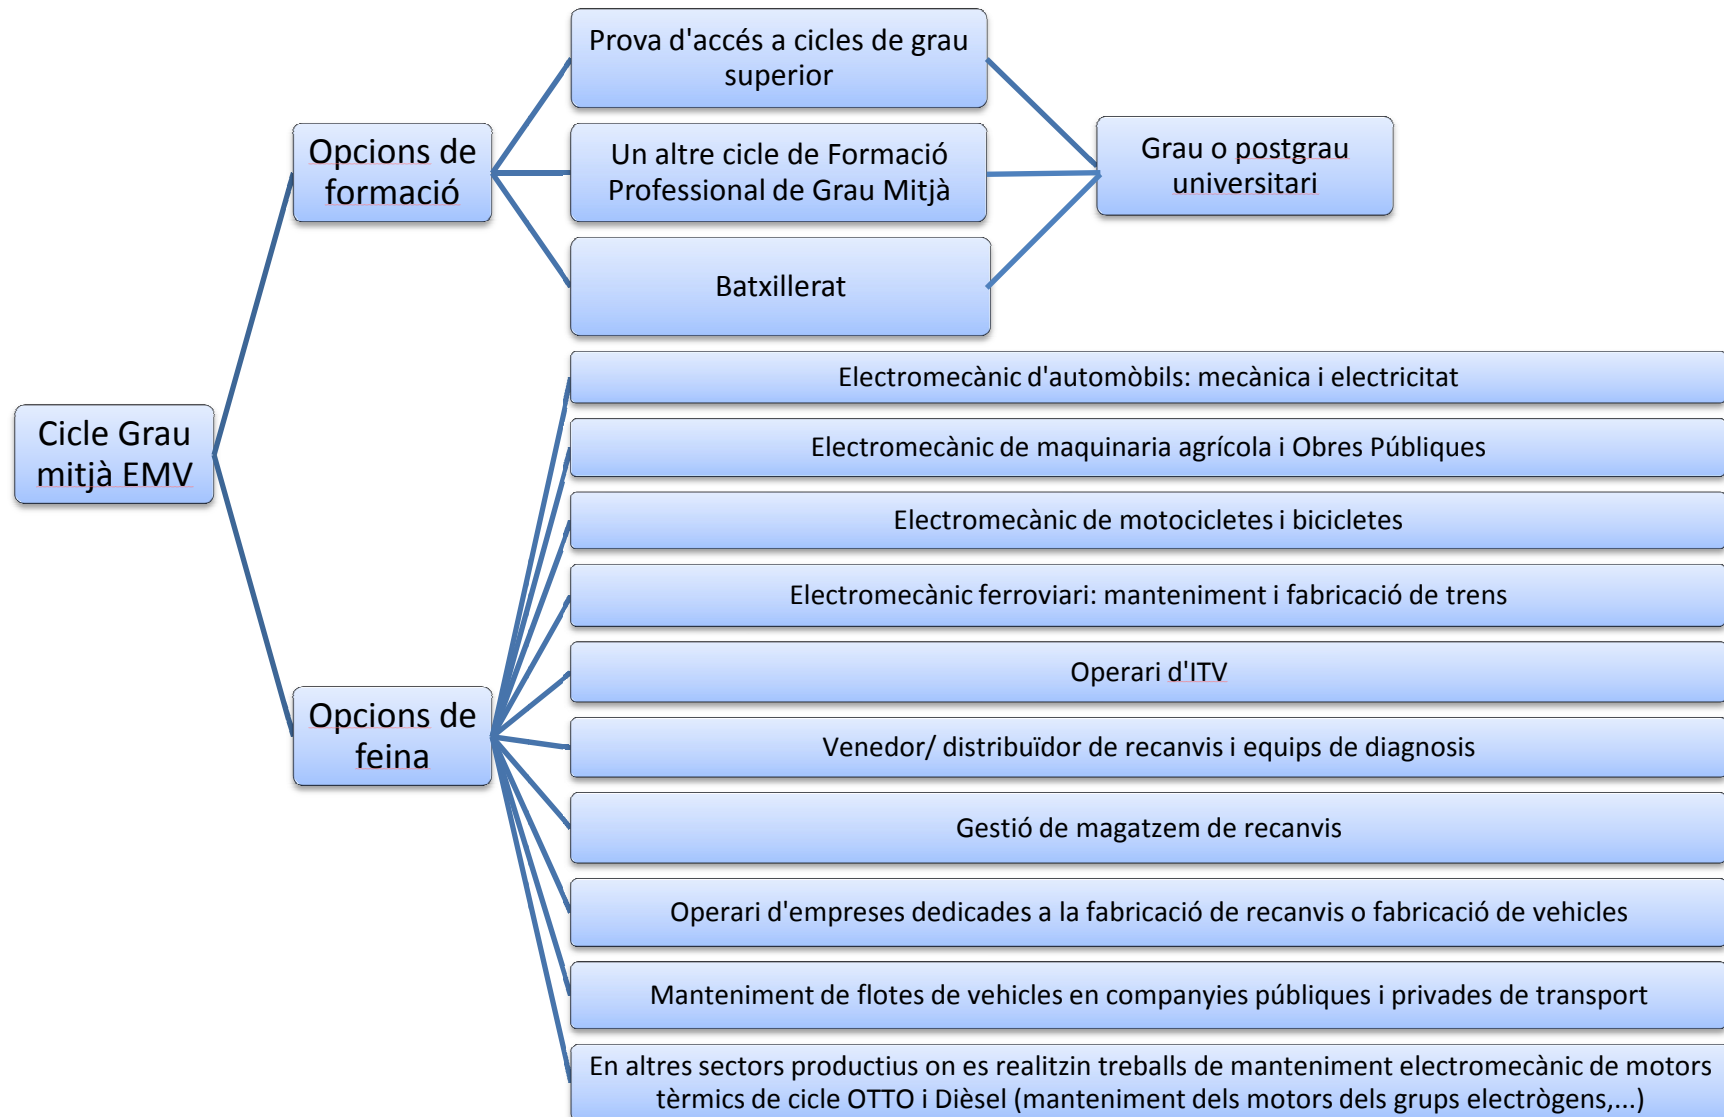 Cicle Grau
mitjà EMV
Opcions de
formació
Prova d'accés a cicles de grau
superior
Un altre cicle de Formació
Professional de Grau Mitjà
Batxillerat
Grau o postgrau
universitari
Opcions de
feina
Electromecànic d'automòbils: mecànica i electricitat
Electromecànic de maquinaria agrícola i Obres Públiques
Electromecànic de motocicletes i bicicletes
Electromecànic ferroviari: manteniment i fabricació de trens
Operari d'ITV
Venedor/ distribuïdor de recanvis i equips de diagnosis
Gestió de magatzem de recanvis
Operari d'empreses dedicades a la fabricació de recanvis o fabricació de vehicles
Manteniment de flotes de vehicles en companyies públiques i privades de transport
En altres sectors productius on es realitzin treballs de manteniment electromecànic de motors
tèrmics de cicle OTTO i Dièsel (manteniment dels motors dels grups electrògens,...)